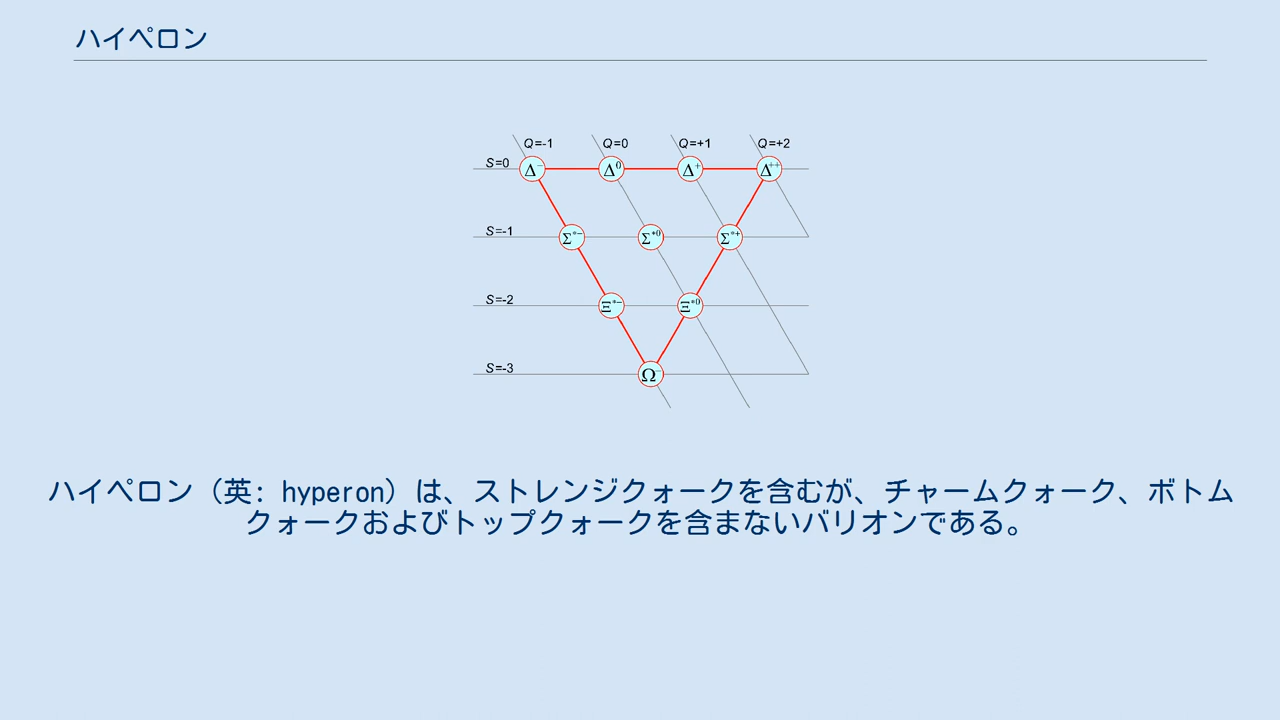 ハイペロン
Q=-1 Q=0 Q=+1 Q=+2
S=0 Δ⁻ Δ⁰ Δ⁺ Δ⁺⁺
S=-1 Σ*⁻ Σ*⁰ Σ*⁺
S=-2 Ξ*⁻ Ξ*⁰
S=-3 Ω⁻
ハイペロン（英: hyperon）は、ストレンジクォークを含むが、チャームクォーク、ボトム
クォークおよびトップクォークを含まないバリオンである。